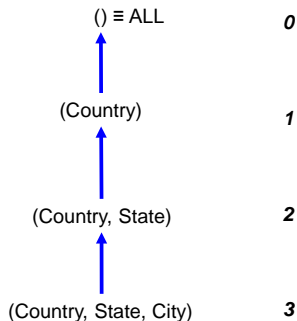 () ≡ ALL 0
(Country) 1
(Country, State) 2
(Country, State, City) 3